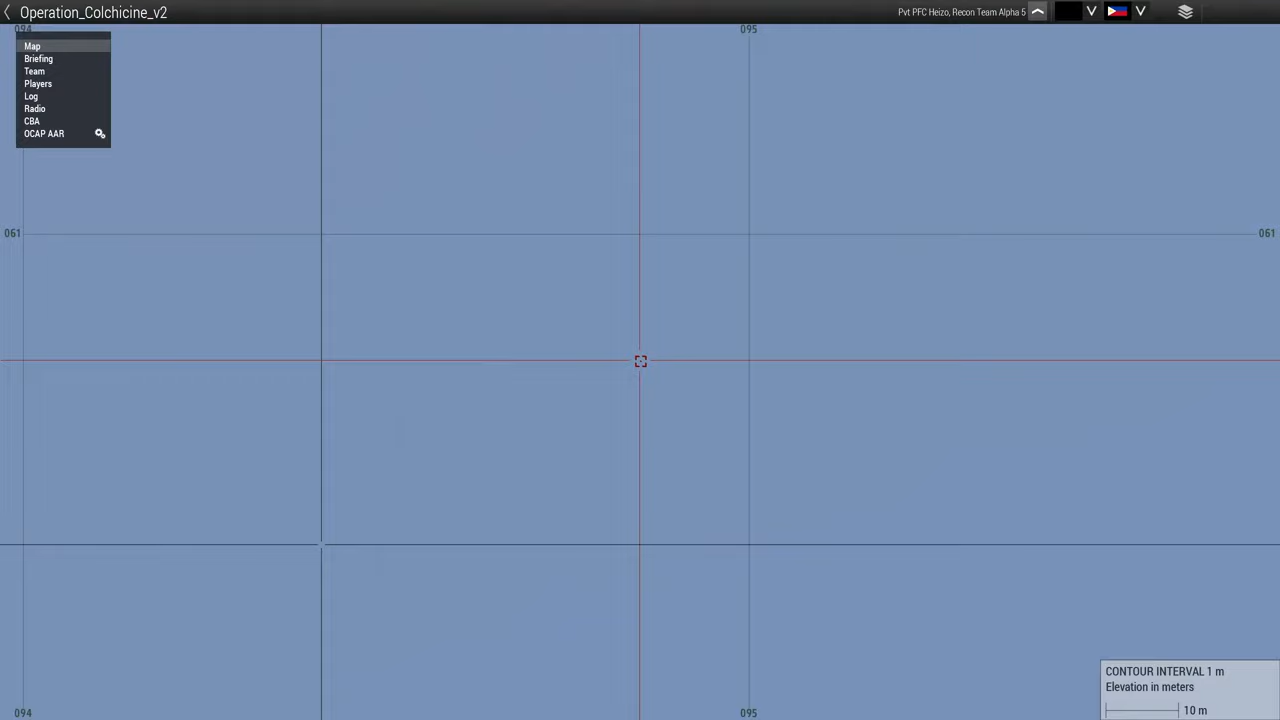 Operation_Colchicine_v2
Pvt PFC Heizo, Recon Team Alpha 5
094
095
Map
Briefing
Team
Players
Log
Radio
CBA
OCAP AAR
061
061
CONTOUR INTERVAL 1 m
Elevation in meters
10 m
094
095